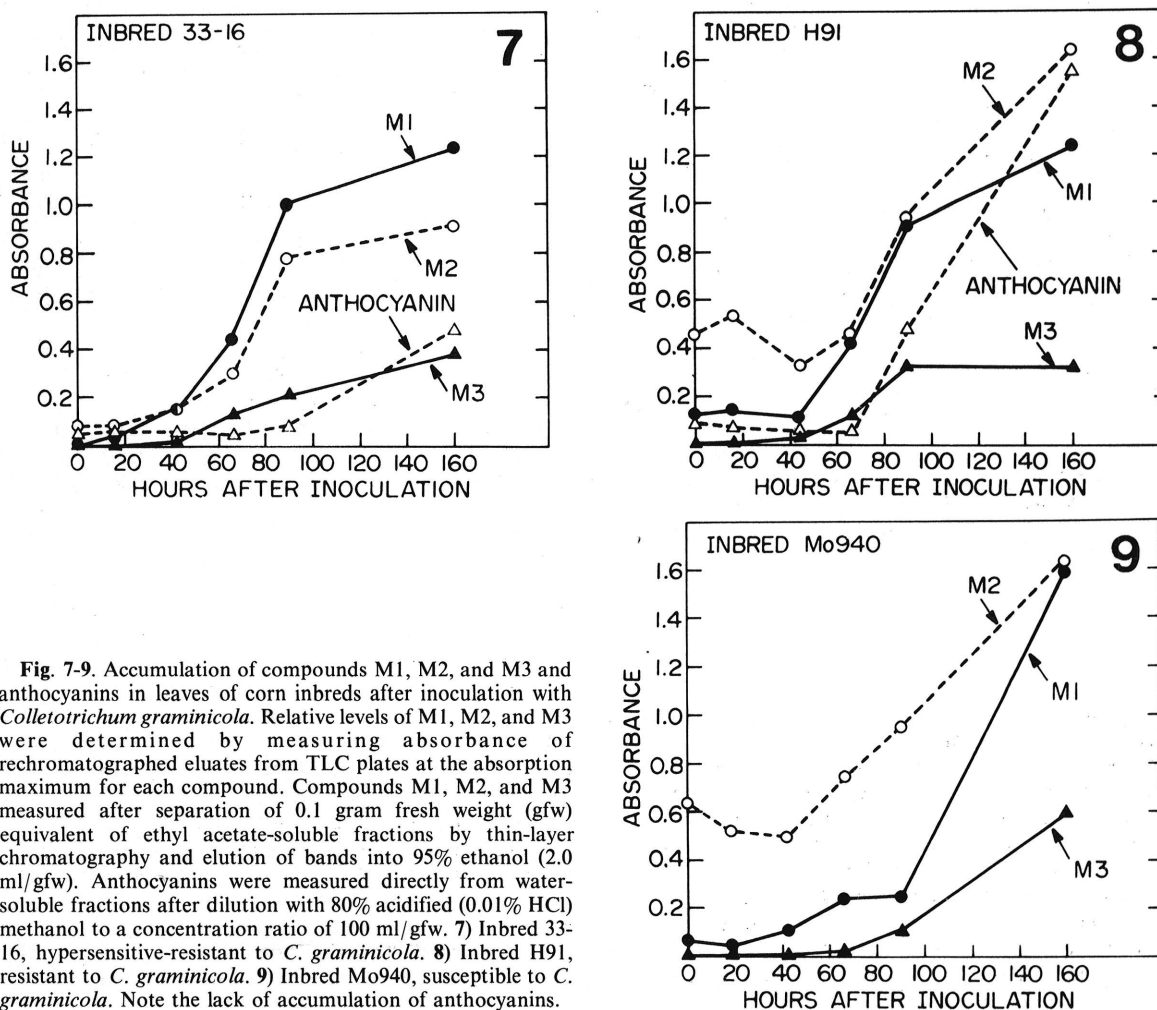 INBRED 33-16
7
ABSORBANCE
1.6
1.4
1.2
1.0
0.8
0.6
0.4
0.2
M1
M2
ANTHOCYANIN
M3
0 20 40 60 80 100 120 140 160
HOURS AFTER INOCULATION
INBRED H91
8
ABSORBANCE
1.6
1.4
1.2
1.0
0.8
0.6
0.4
0.2
M2
M1
ANTHOCYANIN
M3
0 20 40 60 80 100 120 140 160
HOURS AFTER INOCULATION
INBRED Mo940
9
ABSORBANCE
1.6
1.4
1.2
1.0
0.8
0.6
0.4
0.2
M2
M1
M3
0 20 40 60 80 100 120 140 160
HOURS AFTER INOCULATION
Fig. 7-9. Accumulation of compounds M1, M2, and M3 and
anthocyanins in leaves of corn inbreds after inoculation with
Colletotrichum graminicola. Relative levels of M1, M2, and M3
were determined by measuring absorbance of
rechromatographed eluates from TLC plates at the absorption
maximum for each compound. Compounds M1, M2, and M3
measured after separation of 0.1 gram fresh weight (gfw)
equivalent of ethyl acetate-soluble fractions by thin-layer
chromatography and elution of bands into 95% ethanol (2.0
ml/gfw). Anthocyanins were measured directly from water-
soluble fractions after dilution with 80% acidified (0.01% HCl)
methanol to a concentration ratio of 100 ml/gfw. 7) Inbred 33-
16, hypersensitive-resistant to C. graminicola. 8) Inbred H91,
resistant to C. graminicola. 9) Inbred Mo940, susceptible to C.
graminicola. Note the lack of accumulation of anthocyanins.